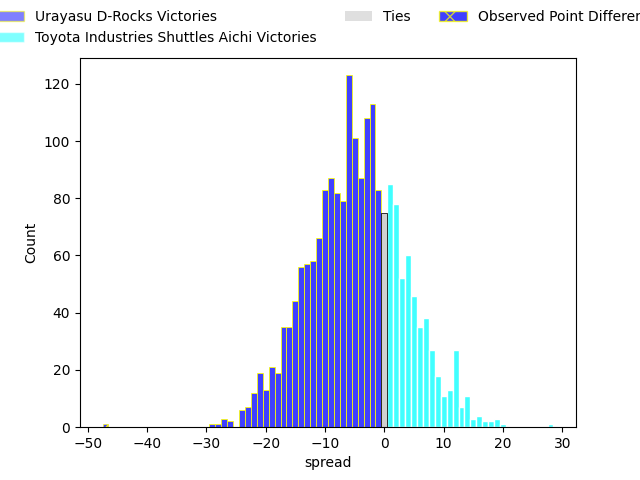 Urayasu D-Rocks Victories
Ties
Observed Point Differer
Toyota Industries Shuttles Aichi Victories
120
100
80
60
40
20
0
Count
−50 −40 −30 −20 −10 0 10 20 30
spread